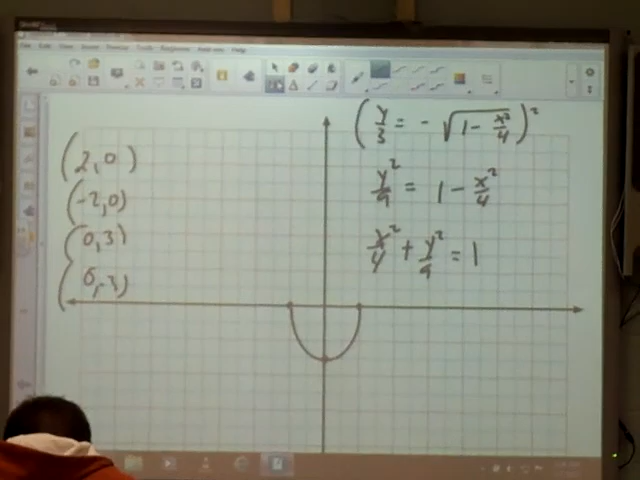 (2,0)
(-2,0)
(0,3)
(0,-3)
(y/3 = - √(1 - x²/4))²
y²/9 = 1 - x²/4
x²/4 + y²/9 = 1